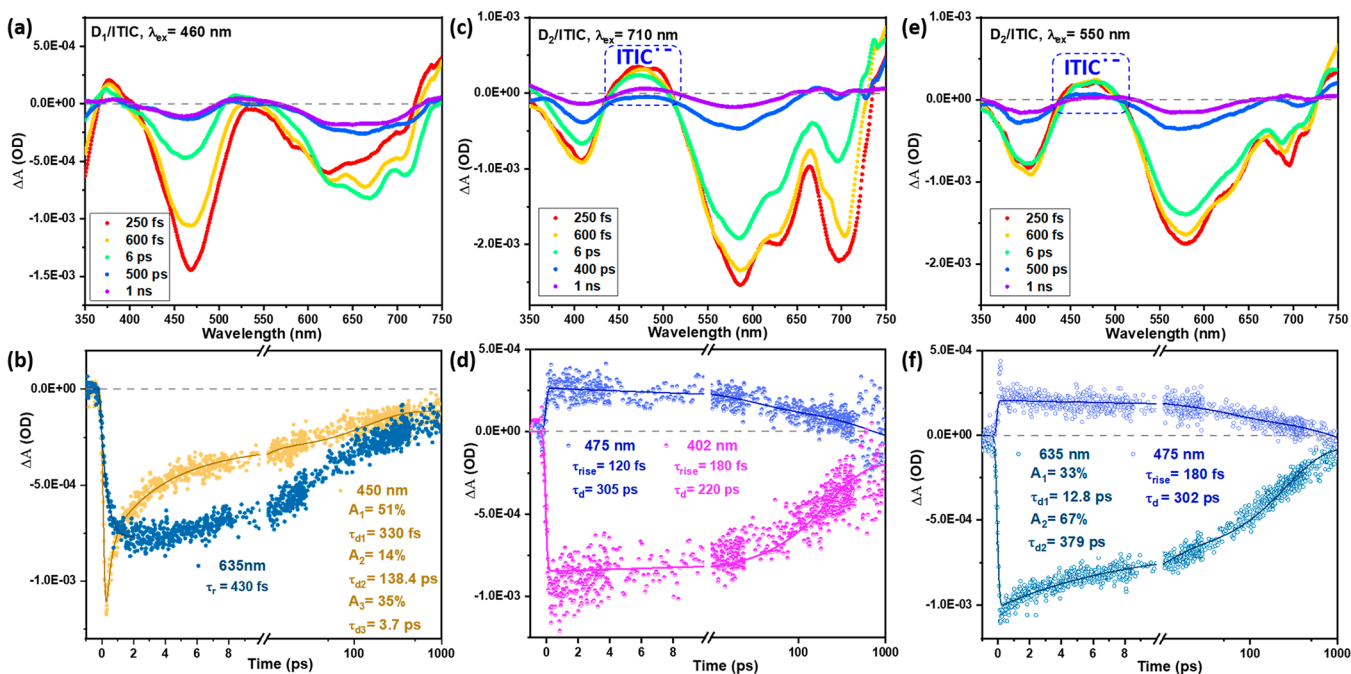 (a)
D₁/ITIC, λₑₓ= 460 nm
5.0E-04
0.0E+00
-5.0E-04
-1.0E-03
-1.5E-03
ΔA (OD)
250 fs
600 fs
6 ps
500 ps
1 ns
350 400 450 500 550 600 650 700 750
Wavelength (nm)
(c)
D₂/ITIC, λₑₓ= 710 nm
ITIC˙⁻
1.0E-03
0.0E+00
-1.0E-03
-2.0E-03
ΔA (OD)
250 fs
600 fs
6 ps
400 ps
1 ns
350 400 450 500 550 600 650 700 750
Wavelength (nm)
(e)
D₂/ITIC, λₑₓ= 550 nm
ITIC˙⁻
1.0E-03
0.0E+00
-1.0E-03
-2.0E-03
ΔA (OD)
250 fs
600 fs
6 ps
500 ps
1 ns
350 400 450 500 550 600 650 700 750
Wavelength (nm)
(b)
0.0E+00
-5.0E-04
-1.0E-03
ΔA (OD)
635nm
τᵣ = 430 fs
450 nm
A₁= 51%
τd1= 330 fs
A₂= 14%
τd2= 138.4 ps
A₃= 35%
τd3= 3.7 ps
0 2 4 6 8 100 1000
Time (ps)
(d)
5.0E-04
0.0E+00
-5.0E-04
-1.0E-03
ΔA (OD)
475 nm
τrise= 120 fs
τd= 305 ps
402 nm
τrise= 180 fs
τd= 220 ps
0 2 4 6 8 100 1000
Time (ps)
(f)
5.0E-04
0.0E+00
-5.0E-04
-1.0E-03
ΔA (OD)
635 nm
A₁= 33%
τd1= 12.8 ps
A₂= 67%
τd2= 379 ps
475 nm
τrise= 180 fs
τd= 302 ps
0 2 4 6 8 100 1000
Time (ps)